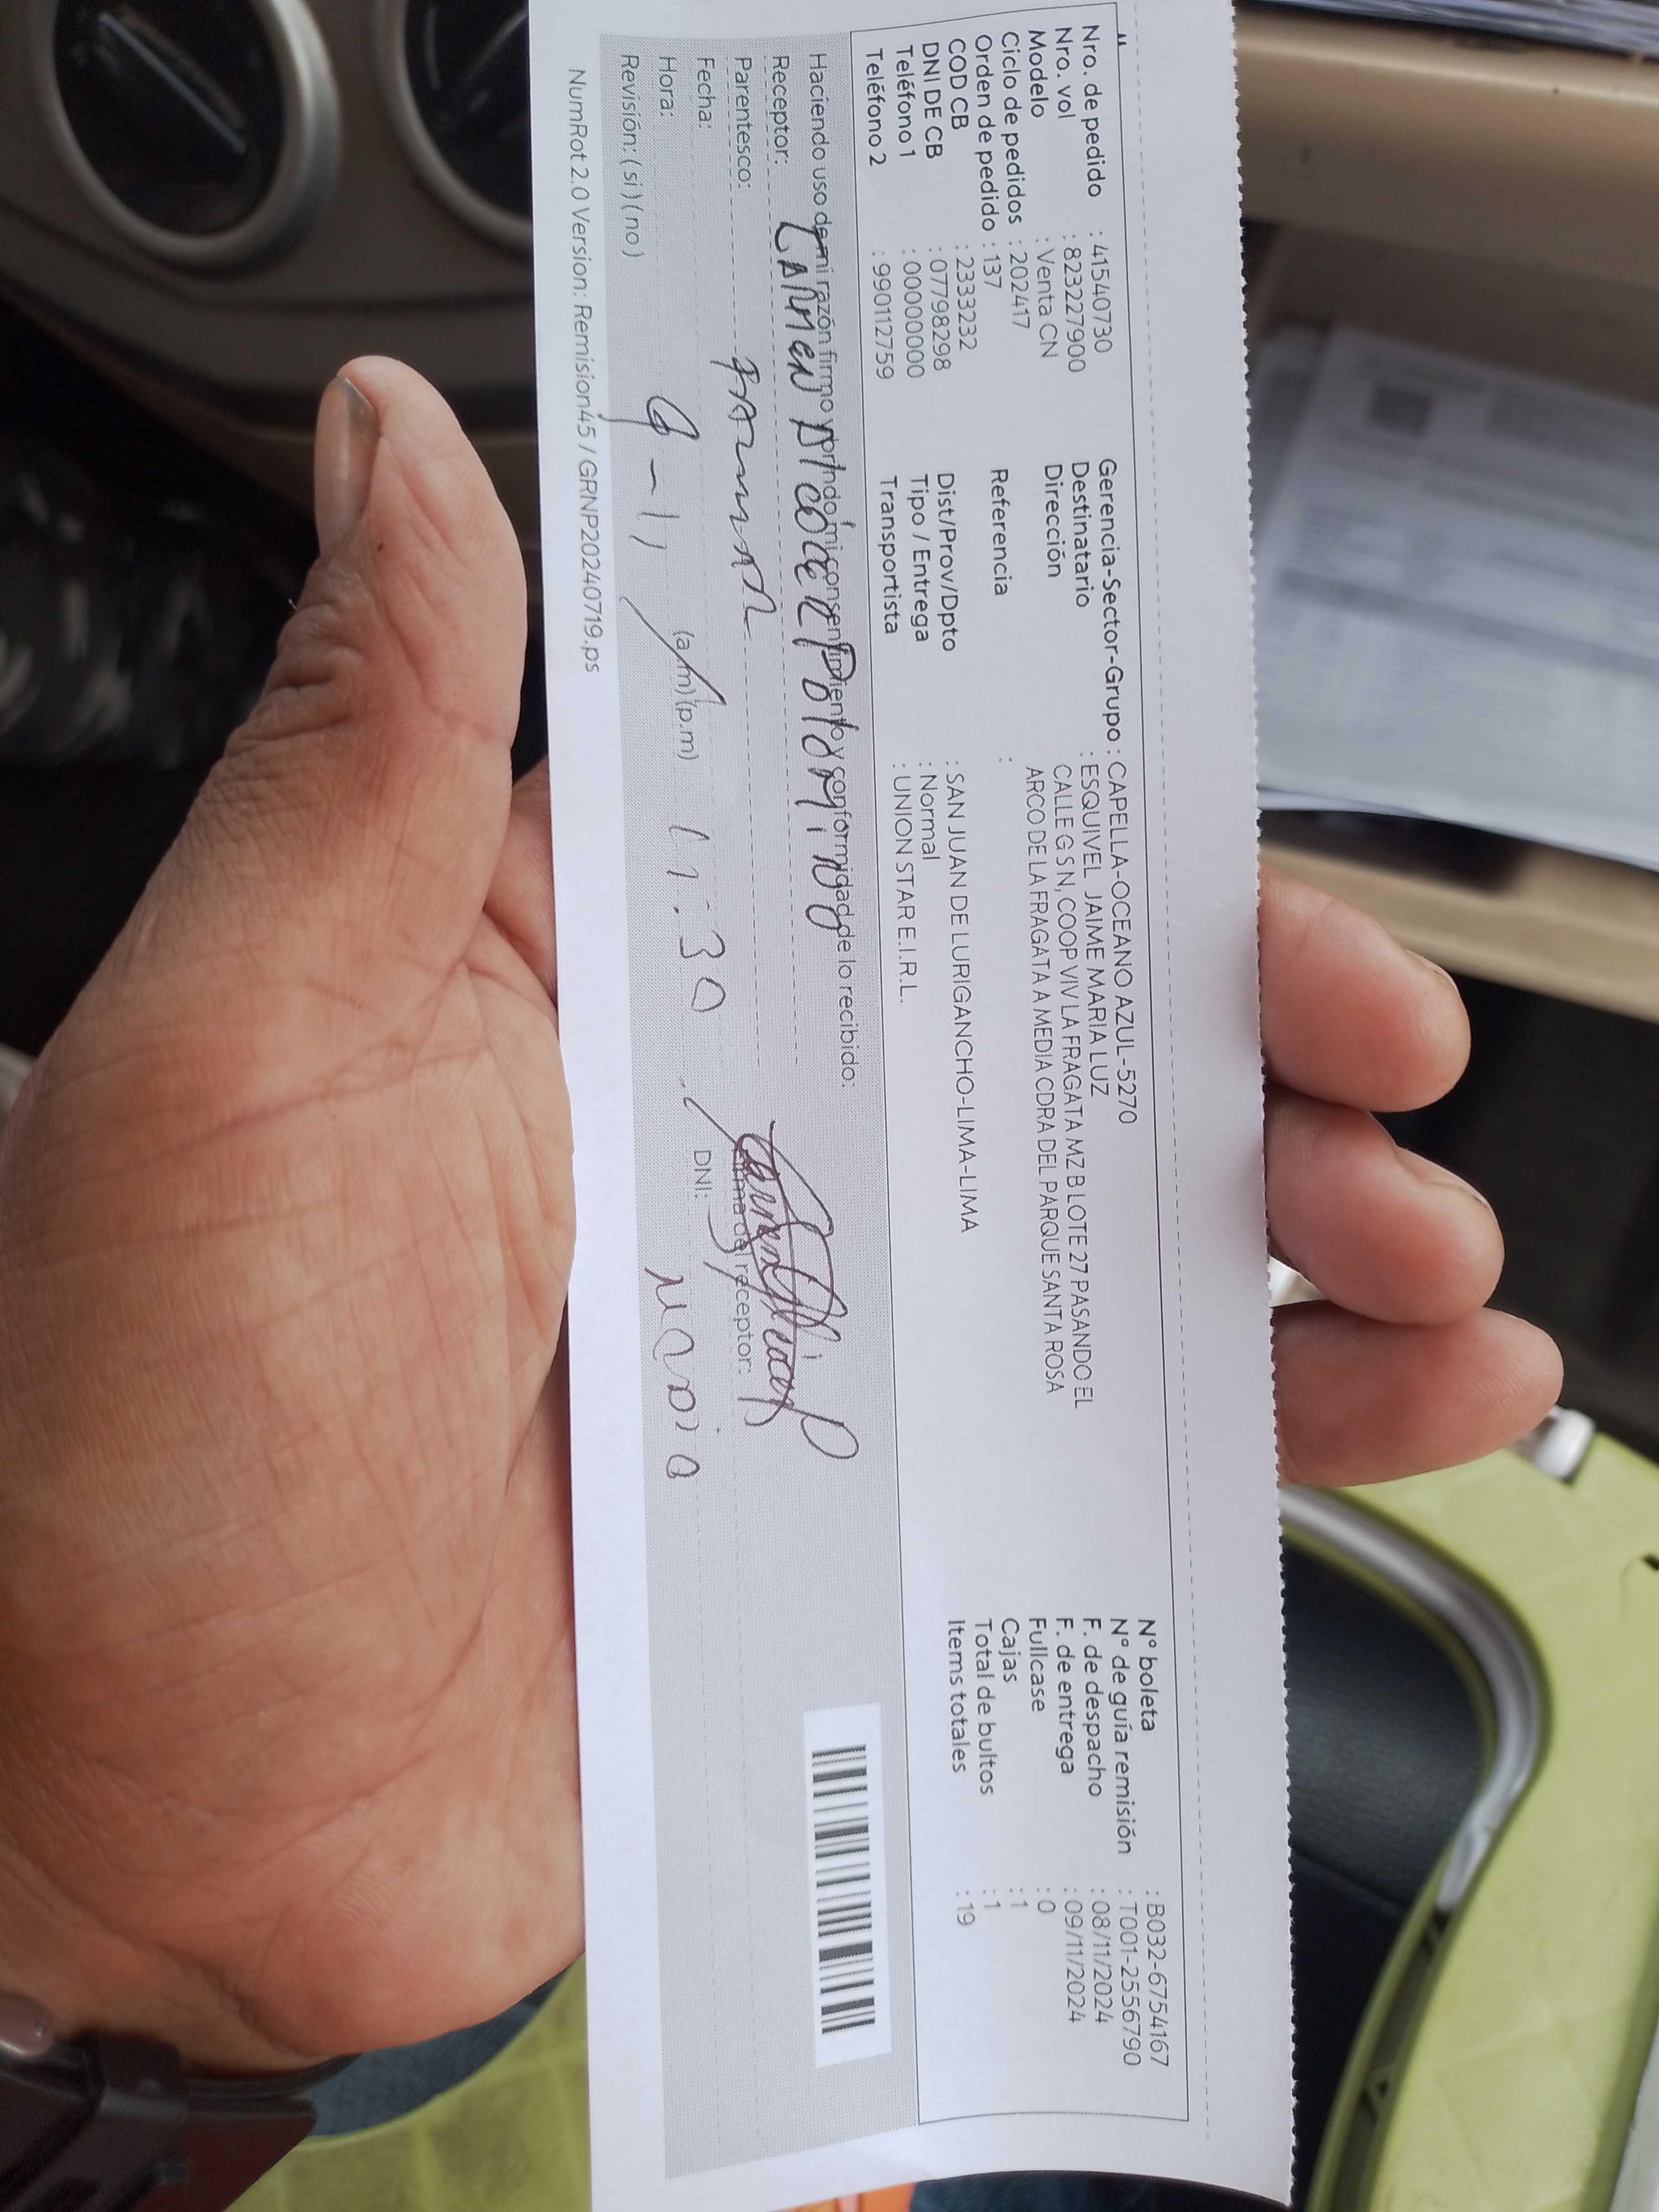 Nro. de pedido : 41540730
Nro. vol : 823227900
Modelo : Venta CN
Ciclo de pedidos : 202417
Orden de pedido : 137
COD CB : 2333232
DNI DE CB : 07798298
Teléfono 1 : 00000000
Teléfono 2 : 990112759
Gerencia-Sector-Grupo : CAPELLA-OCEANO AZUL-5270
Destinatario : ESQUIVEL JAIME MARIA LUZ
Dirección CALLE G S N, COOP VIV LA FRAGATA MZ B LOTE 27 PASANDO EL
ARCO DE LA FRAGATA A MEDIA CDRA DEL PARQUE SANTA ROSA
Referencia :
Dist/Prov/Dpto : SAN JUAN DE LURIGANCHO-LIMA-LIMA
Tipo / Entrega : Normal
Transportista : UNION STAR E.I.R.L.
N° boleta : B032-6754167
N° de guía remisión : T001-2556790
F. de despacho : 08/11/2024
F. de entrega : 09/11/2024
Fullcase : 0
Cajas : 1
Total de bultos : 1
Items totales : 19
Haciendo uso de mi razón firmo y brindo mi consentimiento y conformidad de lo recibido:
Receptor:
Parentesco:
Fecha: 9-11
Hora: (a.m) (p.m) 11:30
Firma del receptor:
DNI:
Revisión: ( si ) ( no )
NumRot 2.0 Version: Remision45 / GRNP20240719.ps